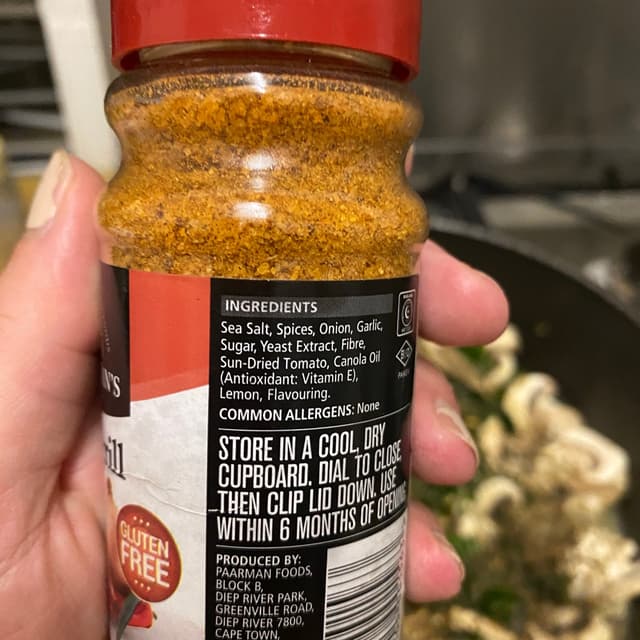 INGREDIENTS
Sea Salt, Spices, Onion, Garlic,
Sugar, Yeast Extract, Fibre,
Sun-Dried Tomato, Canola Oil
(Antioxidant: Vitamin E),
Lemon, Flavouring.
COMMON ALLERGENS: None
STORE IN A COOL, DRY
CUPBOARD. DIAL TO CLOSE
THEN CLIP LID DOWN. USE
WITHIN 6 MONTHS OF OPENING
PRODUCED BY:
PAARMAN FOODS,
BLOCK B,
DIEP RIVER PARK,
GREENVILLE ROAD,
DIEP RIVER 7800,
CAPE TOWN,
N'S
ill
GLUTEN
FREE